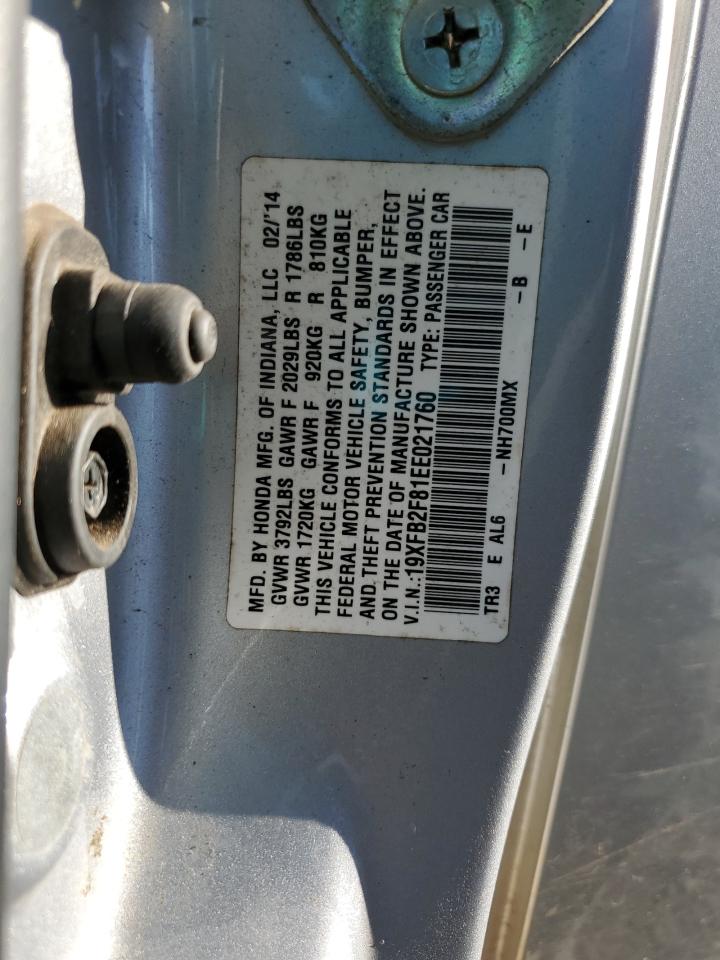 MFD. BY HONDA MFG. OF INDIANA, LLC 02/'14
GVWR 3792LBS GAWR F 2029LBS R 1786LBS
GVWR 1720KG GAWR F 920KG R 810KG
THIS VEHICLE CONFORMS TO ALL APPLICABLE
FEDERAL MOTOR VEHICLE SAFETY, BUMPER,
AND THEFT PREVENTION STANDARDS IN EFFECT
ON THE DATE OF MANUFACTURE SHOWN ABOVE.
V.I.N.:19XFB2F81EE021760 TYPE: PASSENGER CAR
TR3 E AL6 -NH700MX -B -E